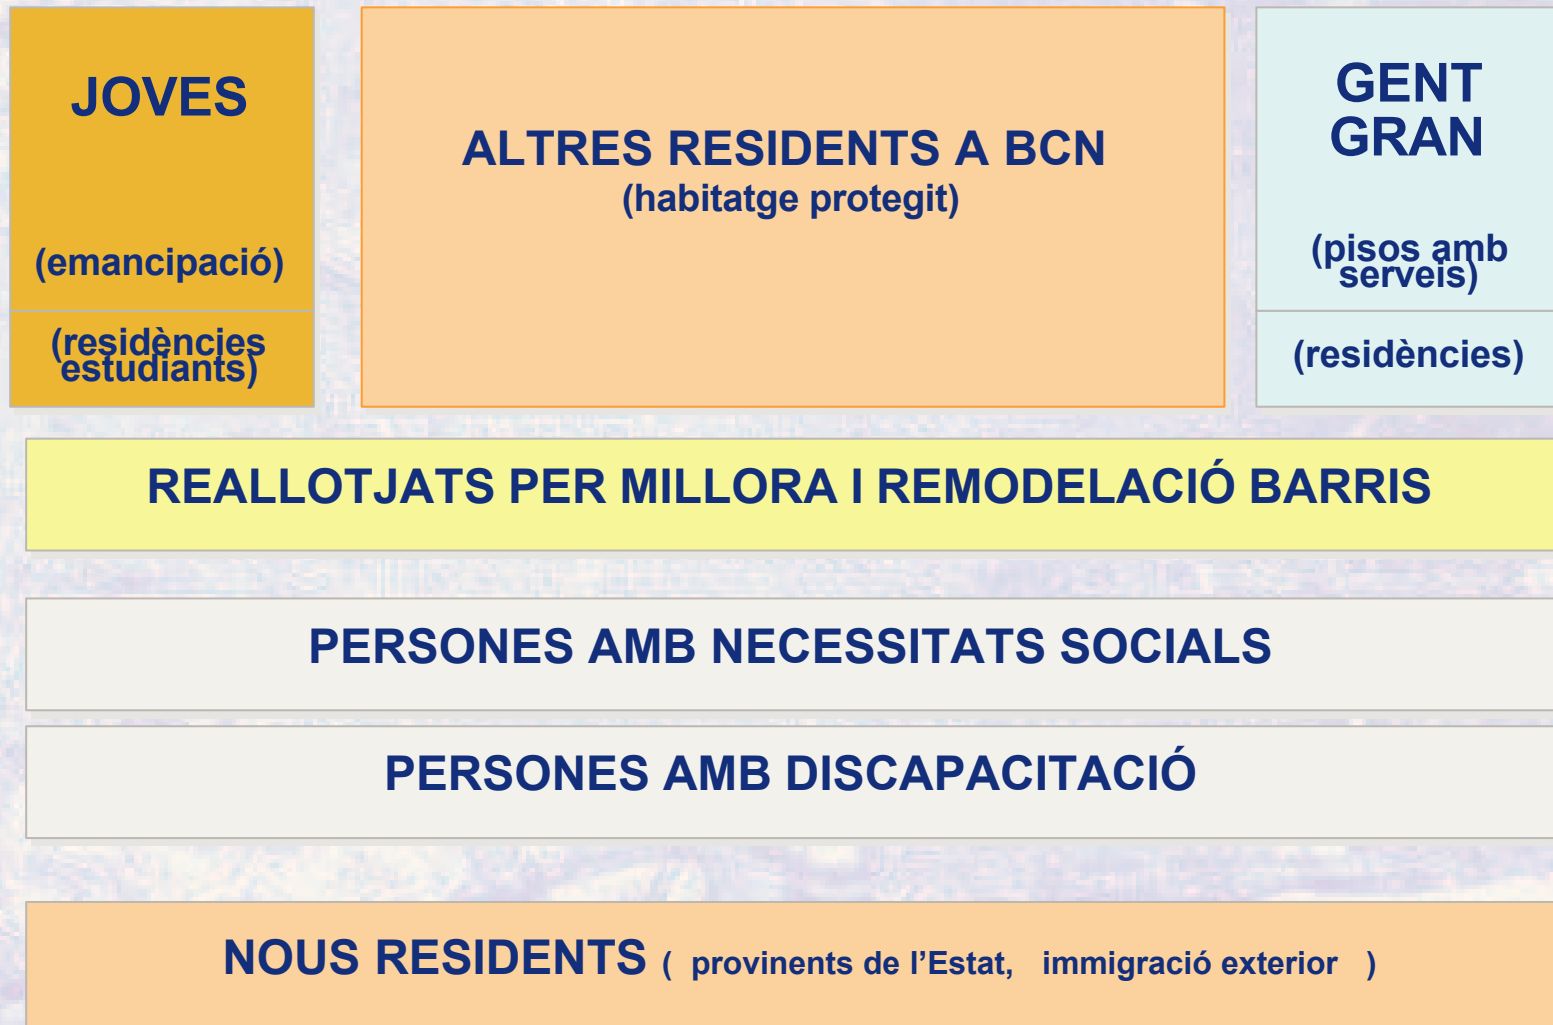 JOVES
(emancipació)
(residències
estudiants)
ALTRES RESIDENTS A BCN
(habitatge protegit)
GENT
GRAN
(pisos amb
serveis)
(residències)
REALLOTJATS PER MILLORA I REMODELACIÓ BARRIS
PERSONES AMB NECESSITATS SOCIALS
PERSONES AMB DISCAPACITACIÓ
NOUS RESIDENTS ( provinents de l’Estat, immigració exterior )